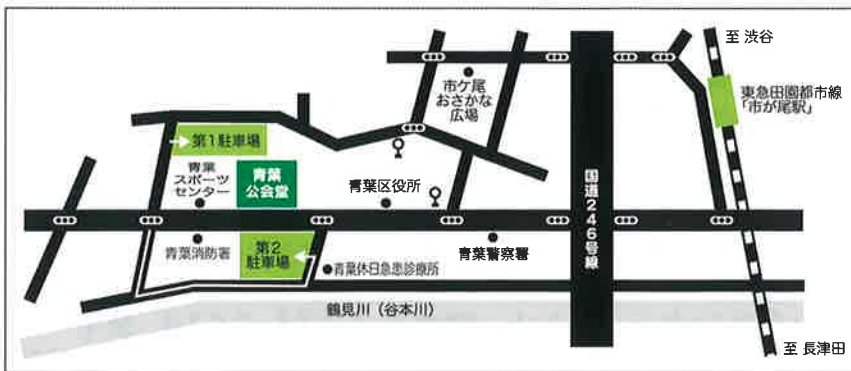 至 渋谷
東急田園都市線
「市が尾駅」
市ケ尾
おさかな
広場
第1駐車場
青葉
スポーツ
センター
青葉
公会堂
青葉区役所
国道246号線
青葉消防署
第2
駐車場
青葉休日急患診療所
青葉警察署
鶴見川（谷本川）
至 長津田